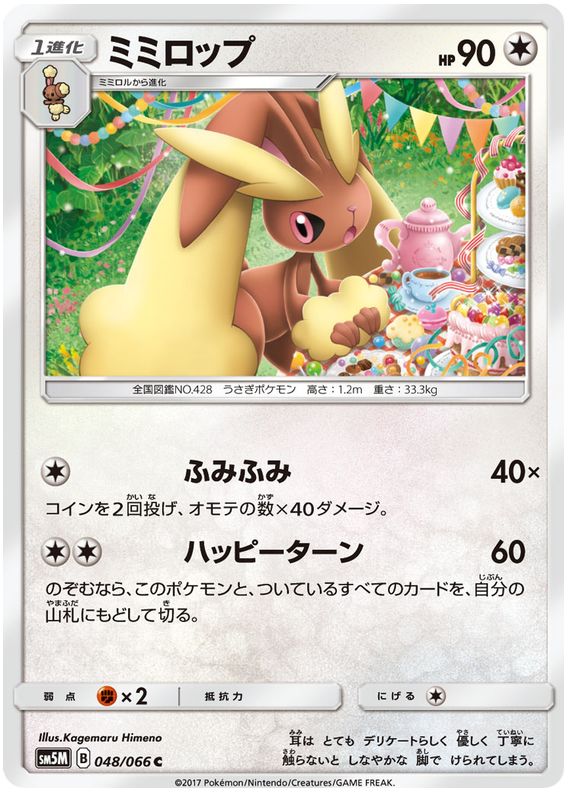 1進化 ミミロップ HP 90
ミミロルから進化
全国図鑑NO.428 うさぎポケモン 高さ：1.2m 重さ：33.3kg
ふみふみ 40×
コインを2回投げ、オモテの数×40ダメージ。
ハッピーターン 60
のぞむなら、このポケモンと、ついているすべてのカードを、自分の
山札にもどして切る。
弱点 ×2 抵抗力 にげる
Illus.Kagemaru Himeno
SM5M B 048/066 C
耳は とても デリケートらしく 優しく 丁寧に
触らないと しなやかな 脚で けられてしまう。
©2017 Pokémon/Nintendo/Creatures/GAME FREAK.